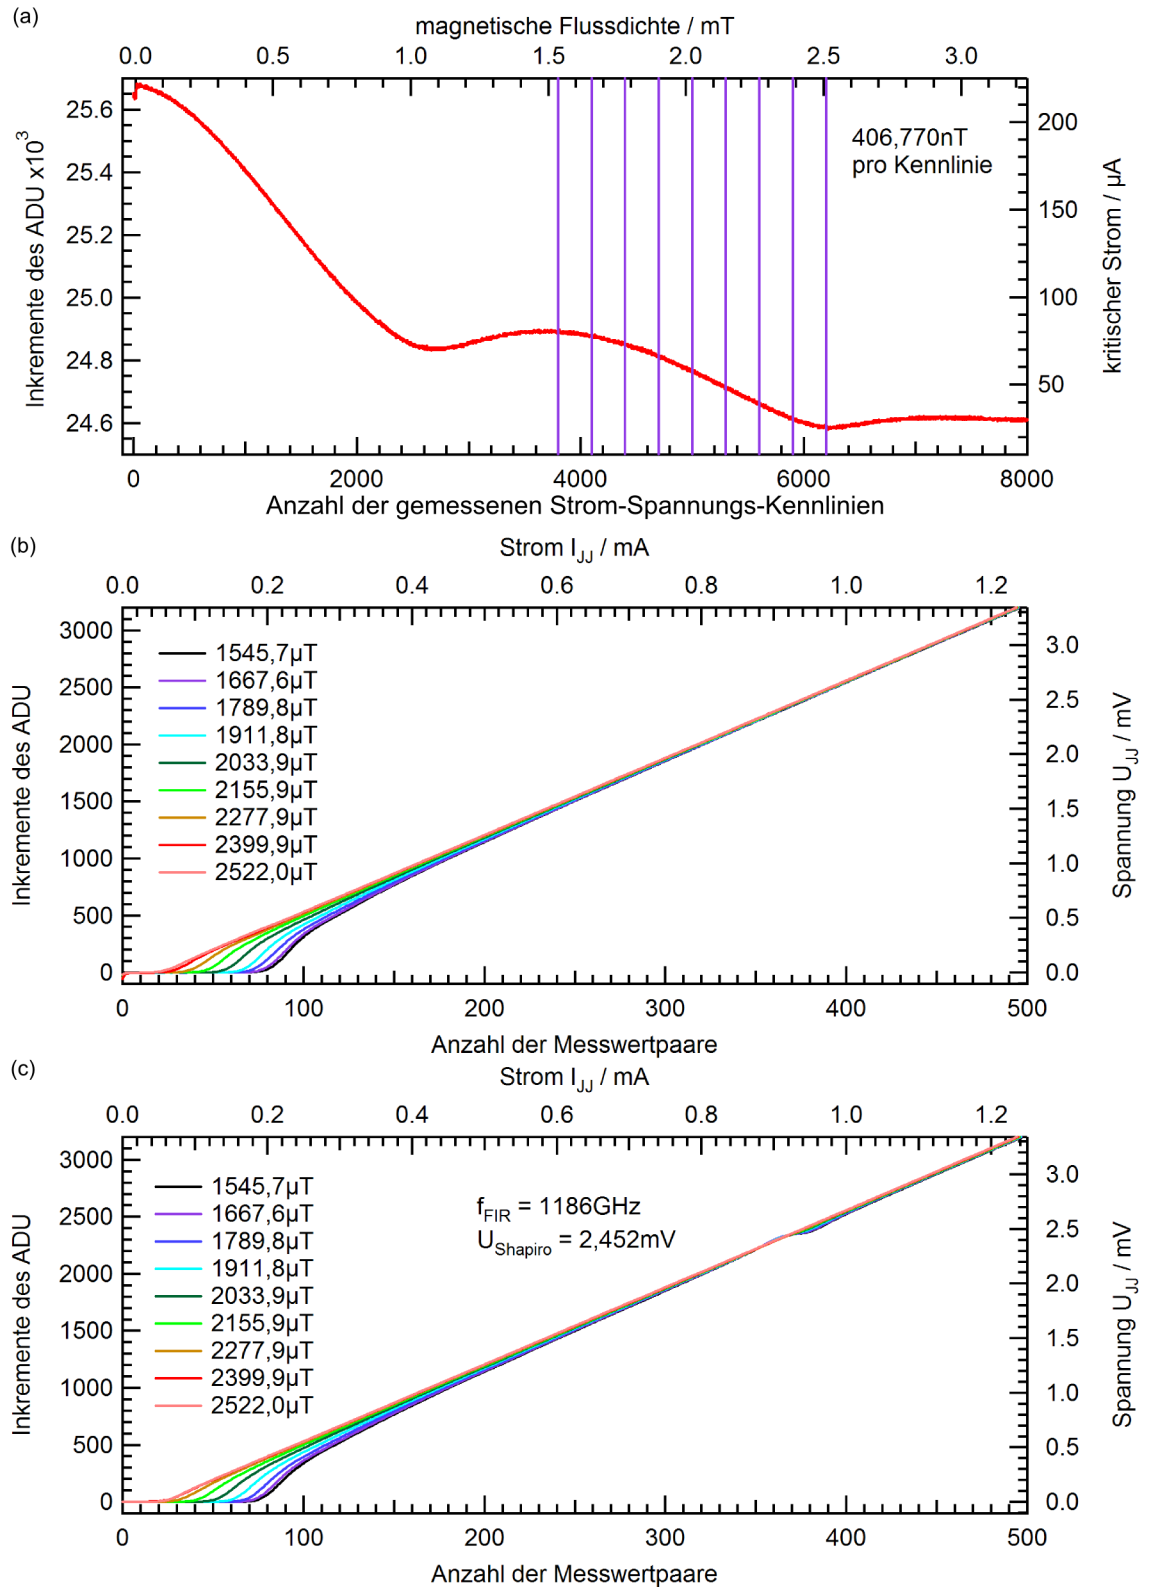 (a)
magnetische Flussdichte / mT
0.0 0.5 1.0 1.5 2.0 2.5 3.0
Inkremente des ADU x10³
25.6
25.4
25.2
25.0
24.8
24.6
406,770nT
pro Kennlinie
200
150
100
50
kritischer Strom / µA
0 2000 4000 6000 8000
Anzahl der gemessenen Strom-Spannungs-Kennlinien
(b)
Strom I_JJ / mA
0.0 0.2 0.4 0.6 0.8 1.0 1.2
Inkremente des ADU
3000
2500
2000
1500
1000
500
0
1545,7µT
1667,6µT
1789,8µT
1911,8µT
2033,9µT
2155,9µT
2277,9µT
2399,9µT
2522,0µT
3.0
2.5
2.0
1.5
1.0
0.5
0.0
Spannung U_JJ / mV
0 100 200 300 400 500
Anzahl der Messwertpaare
(c)
Strom I_JJ / mA
0.0 0.2 0.4 0.6 0.8 1.0 1.2
Inkremente des ADU
3000
2500
2000
1500
1000
500
0
1545,7µT
1667,6µT
1789,8µT
1911,8µT
2033,9µT
2155,9µT
2277,9µT
2399,9µT
2522,0µT
f_FIR = 1186GHz
U_Shapiro = 2,452mV
3.0
2.5
2.0
1.5
1.0
0.5
0.0
Spannung U_JJ / mV
0 100 200 300 400 500
Anzahl der Messwertpaare